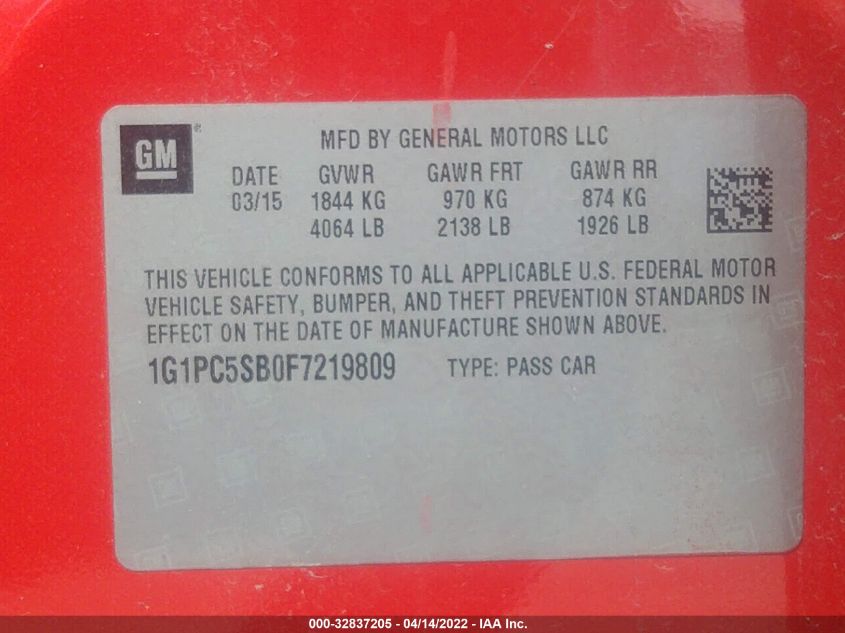 GM®
MFD BY GENERAL MOTORS LLC
DATE GVWR GAWR FRT GAWR RR
03/15 1844 KG 970 KG 874 KG
4064 LB 2138 LB 1926 LB
THIS VEHICLE CONFORMS TO ALL APPLICABLE U.S. FEDERAL MOTOR
VEHICLE SAFETY, BUMPER, AND THEFT PREVENTION STANDARDS IN
EFFECT ON THE DATE OF MANUFACTURE SHOWN ABOVE.
1G1PC5SB0F7219809 TYPE: PASS CAR
000-32837205 - 04/14/2022 - IAA Inc.